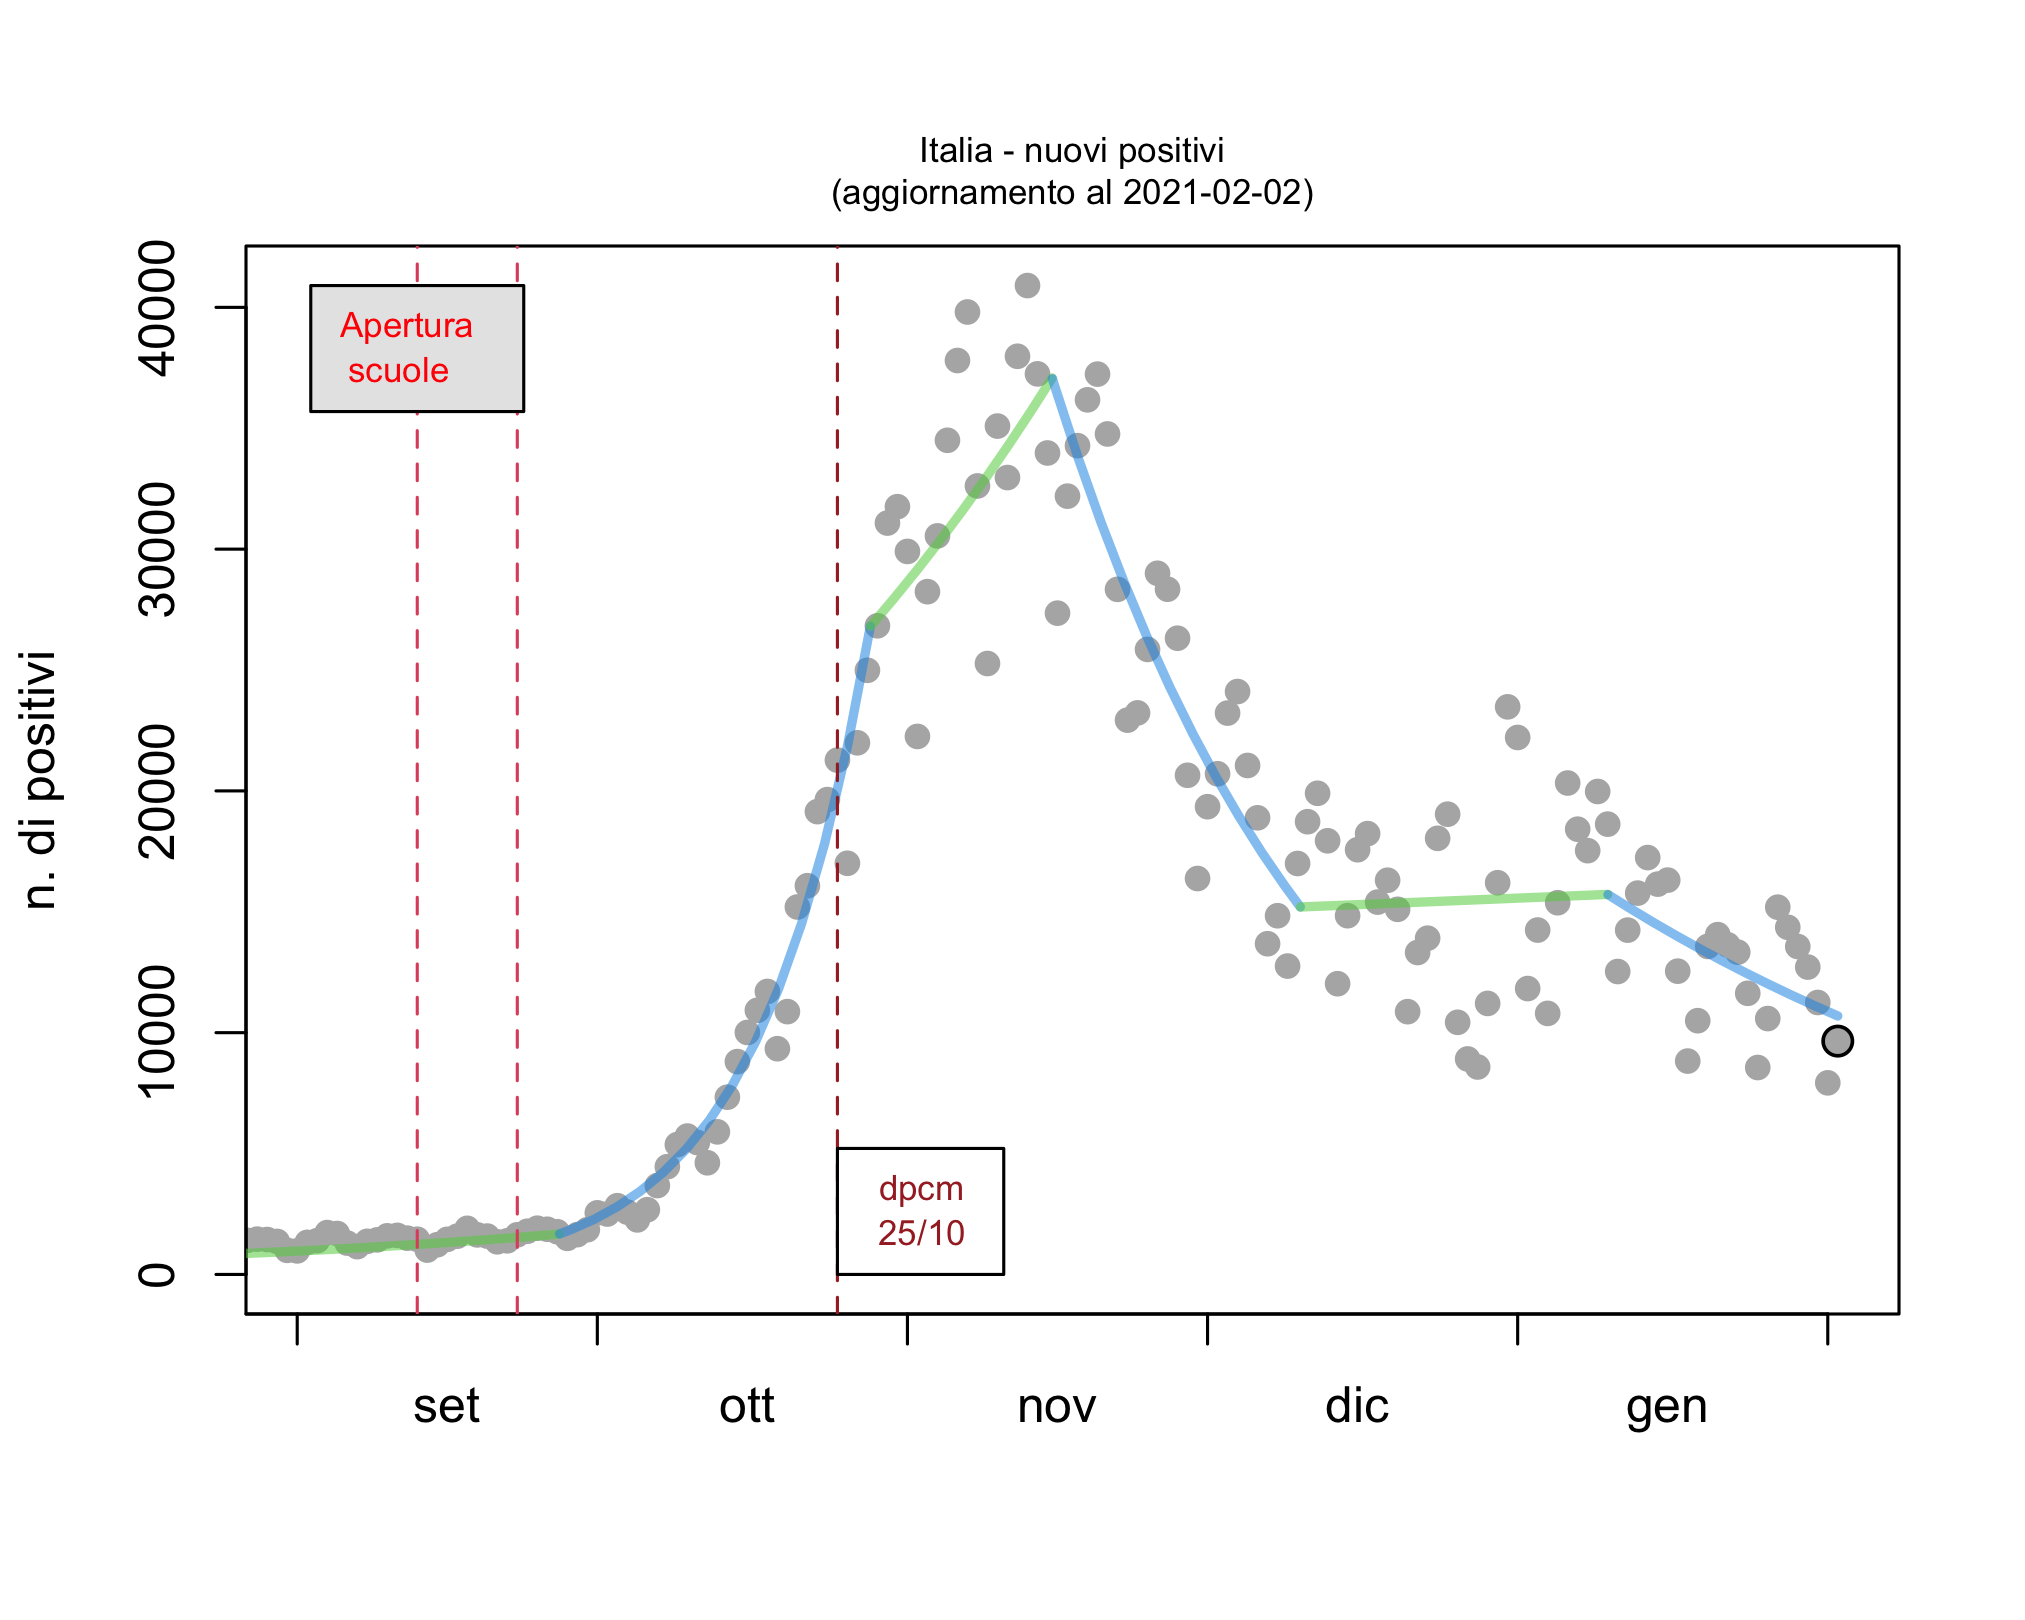 Italia - nuovi positivi
(aggiornamento al 2021-02-02)
n. di positivi
40000
30000
20000
10000
0
Apertura
scuole
dpcm
25/10
set
ott
nov
dic
gen